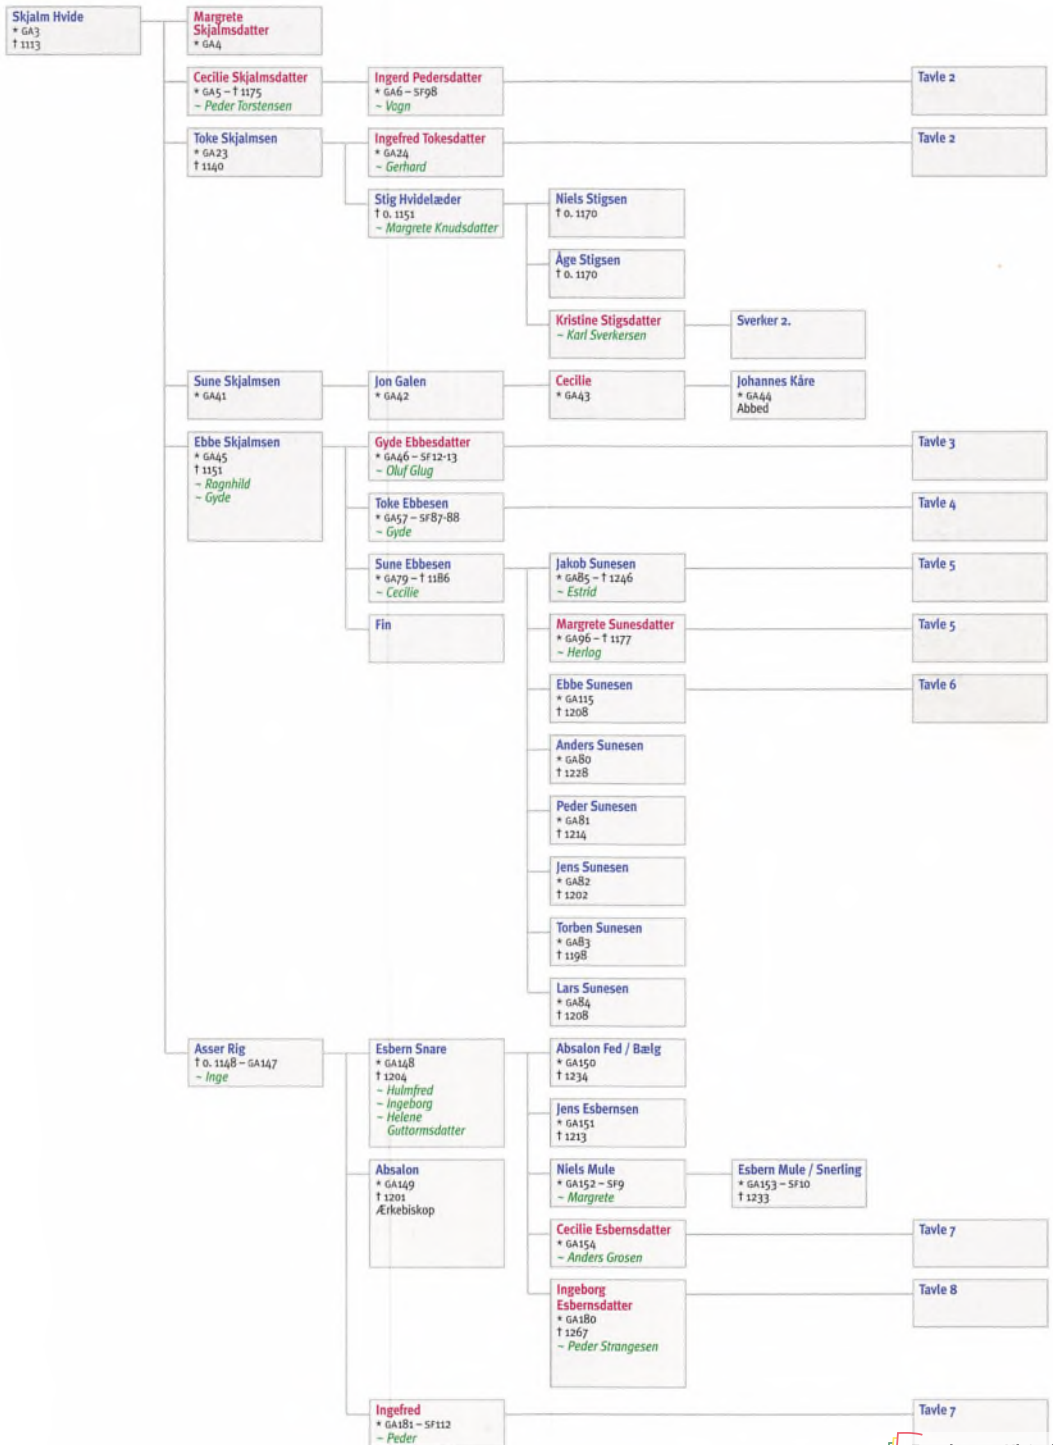 Skjalm Hvide
* GA3
† 1113
Margrete
Skjalmsdatter
* GA4
Cecilie Skjalmsdatter
* GA5 – † 1175
~ Peder Torstensen
Ingerd Pedersdatter
* GA6 – SF98
~ Vagn
Tavle 2
Toke Skjalmsen
* GA23
† 1140
Ingefred Tokesdatter
* GA24
~ Gerhard
Tavle 2
Stig Hvidelæder
† o. 1151
~ Margrete Knudsdatter
Niels Stigsen
† o. 1170
Åge Stigsen
† o. 1170
Kristine Stigsdatter
~ Karl Sverkersen
Sverker 2.
Sune Skjalmsen
* GA41
Jon Galen
* GA42
Cecilie
* GA43
Johannes Kåre
* GA44
Abbed
Ebbe Skjalmsen
* GA45
† 1151
~ Ragnhild
~ Gyde
Gyde Ebbesdatter
* GA46 – SF12-13
~ Oluf Glug
Tavle 3
Toke Ebbesen
* GA57 – SF87-88
~ Gyde
Tavle 4
Sune Ebbesen
* GA79 – † 1186
~ Cecilie
Jakob Sunesen
* GA85 – † 1246
~ Estrid
Tavle 5
Fin
Margrete Sunesdatter
* GA96 – † 1177
~ Herlog
Tavle 5
Ebbe Sunesen
* GA115
† 1208
Tavle 6
Anders Sunesen
* GA80
† 1228
Peder Sunesen
* GA81
† 1214
Jens Sunesen
* GA82
† 1202
Torben Sunesen
* GA83
† 1198
Lars Sunesen
* GA84
† 1208
Asser Rig
† o. 1148 – GA147
~ Inge
Esbern Snare
* GA148
† 1204
~ Hulmfred
~ Ingeborg
~ Helene
Guttormsdatter
Absalon Fed / Bælg
* GA150
† 1234
Jens Esbernsen
* GA151
† 1213
Absalon
* GA149
† 1201
Ærkebiskop
Niels Mule
* GA152 – SF9
~ Margrete
Esbern Mule / Snerling
* GA153 – SF10
† 1233
Cecilie Esbernsdatter
* GA154
~ Anders Grosen
Tavle 7
Ingeborg
Esbernsdatter
* GA180
† 1267
~ Peder Strangesen
Tavle 8
Ingefred
* GA181 – SF112
~ Peder
Tavle 7